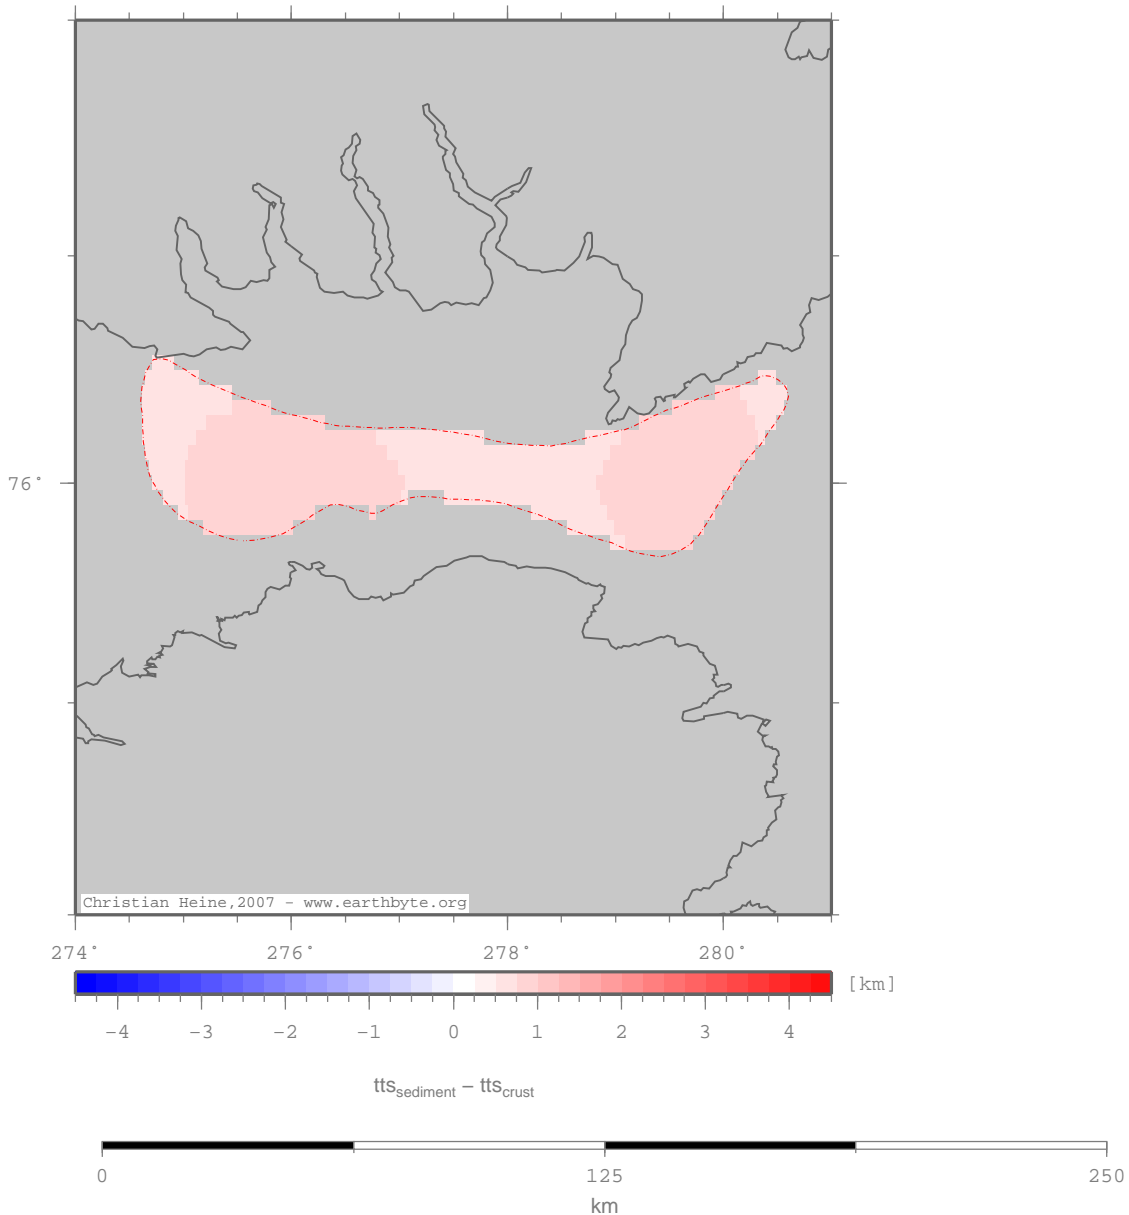 76°
Christian Heine,2007 - www.earthbyte.org
274° 276° 278° 280°
[km]
−4 −3 −2 −1 0 1 2 3 4
ttssediment – ttscrust
0 125 250
km